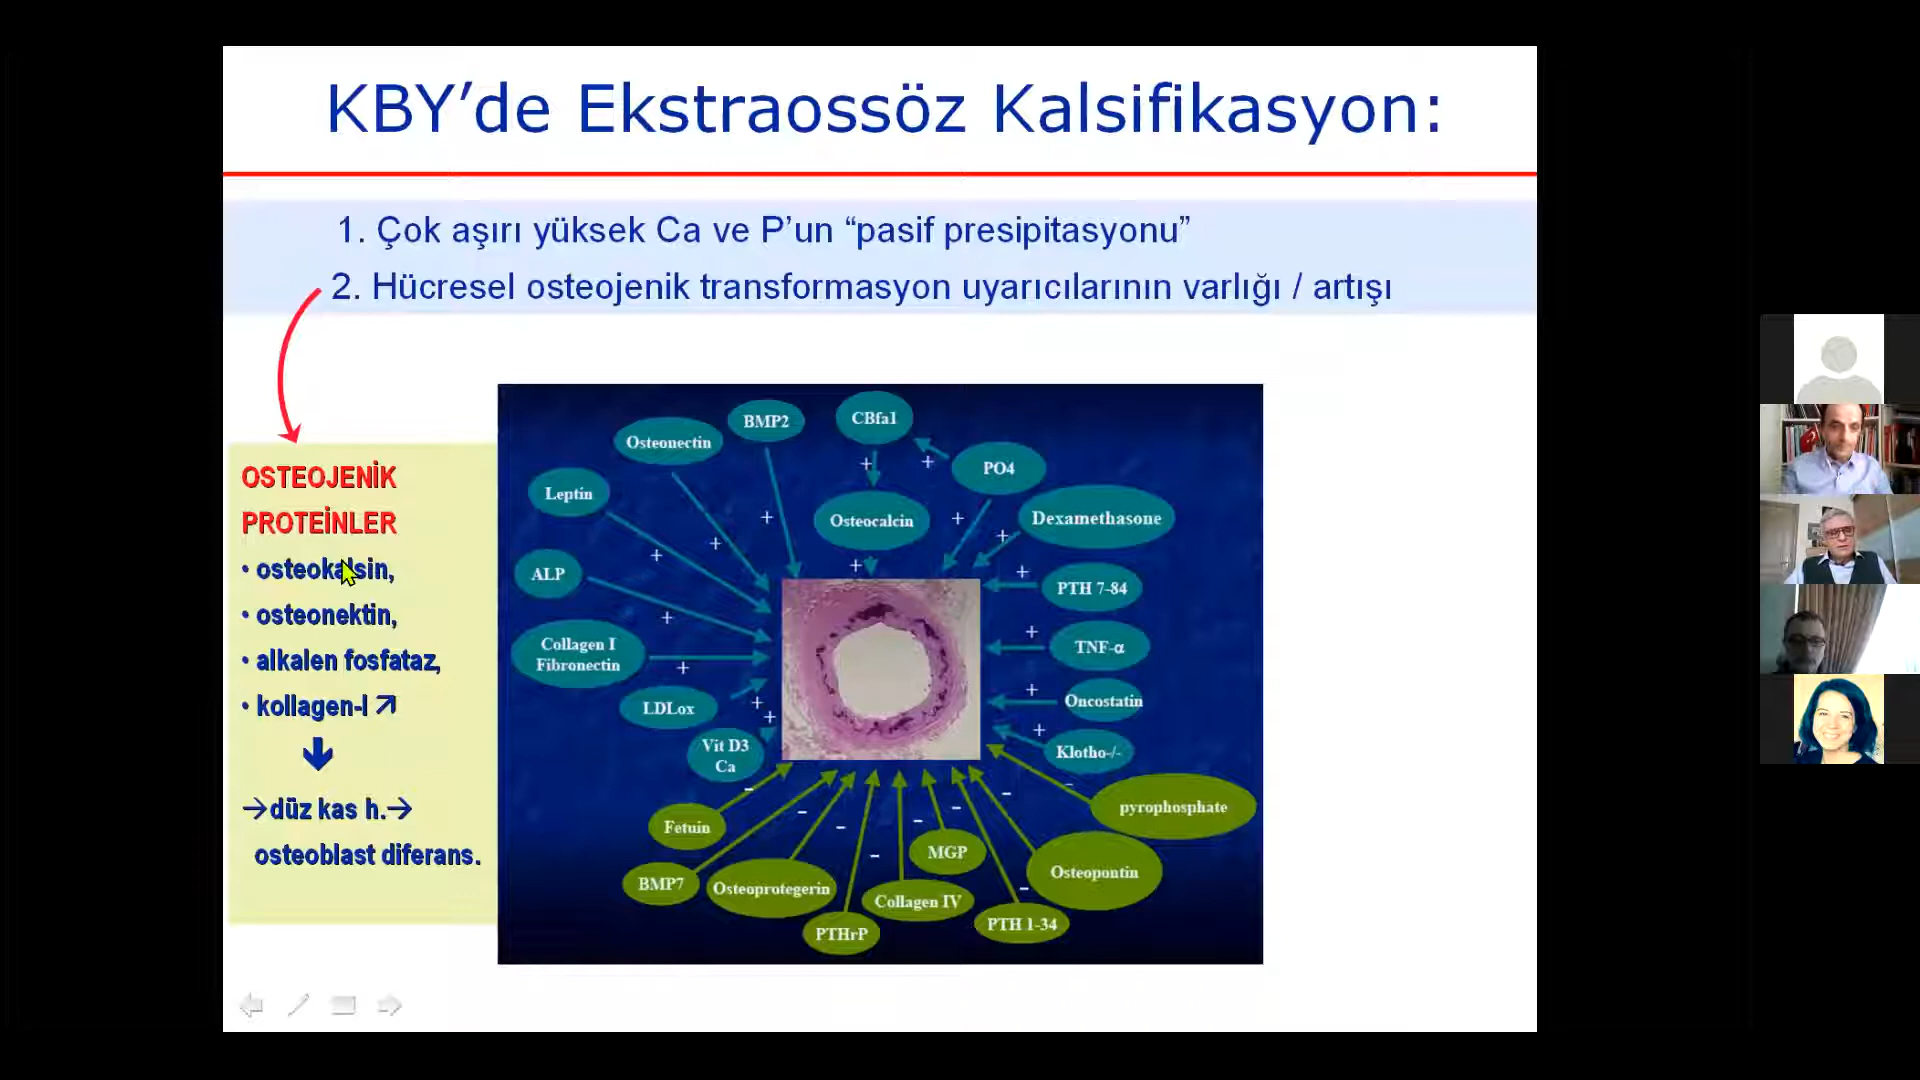 KBY’de Ekstraossöz Kalsifikasyon:
1. Çok aşırı yüksek Ca ve P’un “pasif presipitasyonu”
2. Hücresel osteojenik transformasyon uyarıcılarının varlığı / artışı
OSTEOJENİK
PROTEİNLER
• osteokalsin,
• osteonektin,
• alkalen fosfataz,
• kollagen-I ↗
↓
→düz kas h.→
osteoblast diferans.
BMP2
CBfa1
Osteonectin
PO4
Leptin
Osteocalcin
Dexamethasone
ALP
PTH 7-84
Collagen I
Fibronectin
TNF-α
LDLox
Oncostatin
Vit D3
Ca
Klotho-/-
Fetuin
pyrophosphate
BMP7
Osteoprotegerin
MGP
Osteopontin
PTHrP
Collagen IV
PTH 1-34